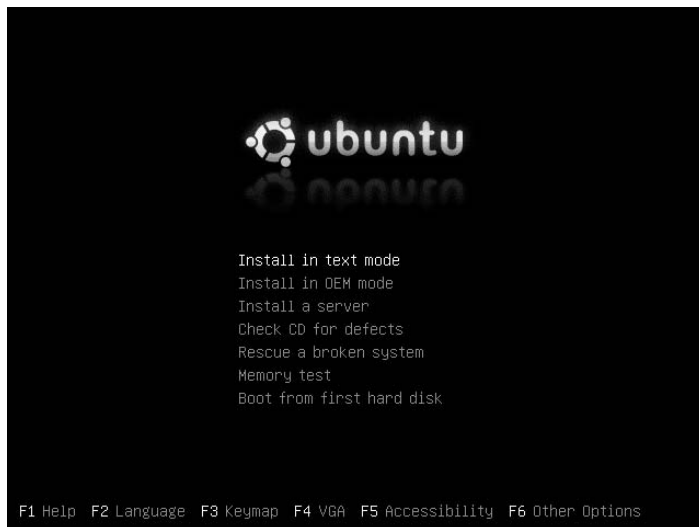 ubuntu
Install in text mode
Install in OEM mode
Install a server
Check CD for defects
Rescue a broken system
Memory test
Boot from first hard disk
F1 Help F2 Language F3 Keymap F4 VGA F5 Accessibility F6 Other Options